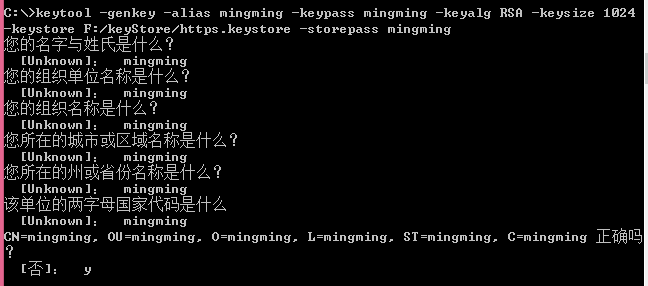 C:\>keytool -genkey -alias mingming -keypass mingming -keyalg RSA -keysize 1024
-keystore F:/keyStore/https.keystore -storepass mingming
您的名字与姓氏是什么？
[Unknown]:  mingming
您的组织单位名称是什么？
[Unknown]:  mingming
您的组织名称是什么？
[Unknown]:  mingming
您所在的城市或区域名称是什么？
[Unknown]:  mingming
您所在的州或省份名称是什么？
[Unknown]:  mingming
该单位的两字母国家代码是什么
[Unknown]:  mingming
CN=mingming, OU=mingming, O=mingming, L=mingming, ST=mingming, C=mingming 正确吗
？
[否]:  y